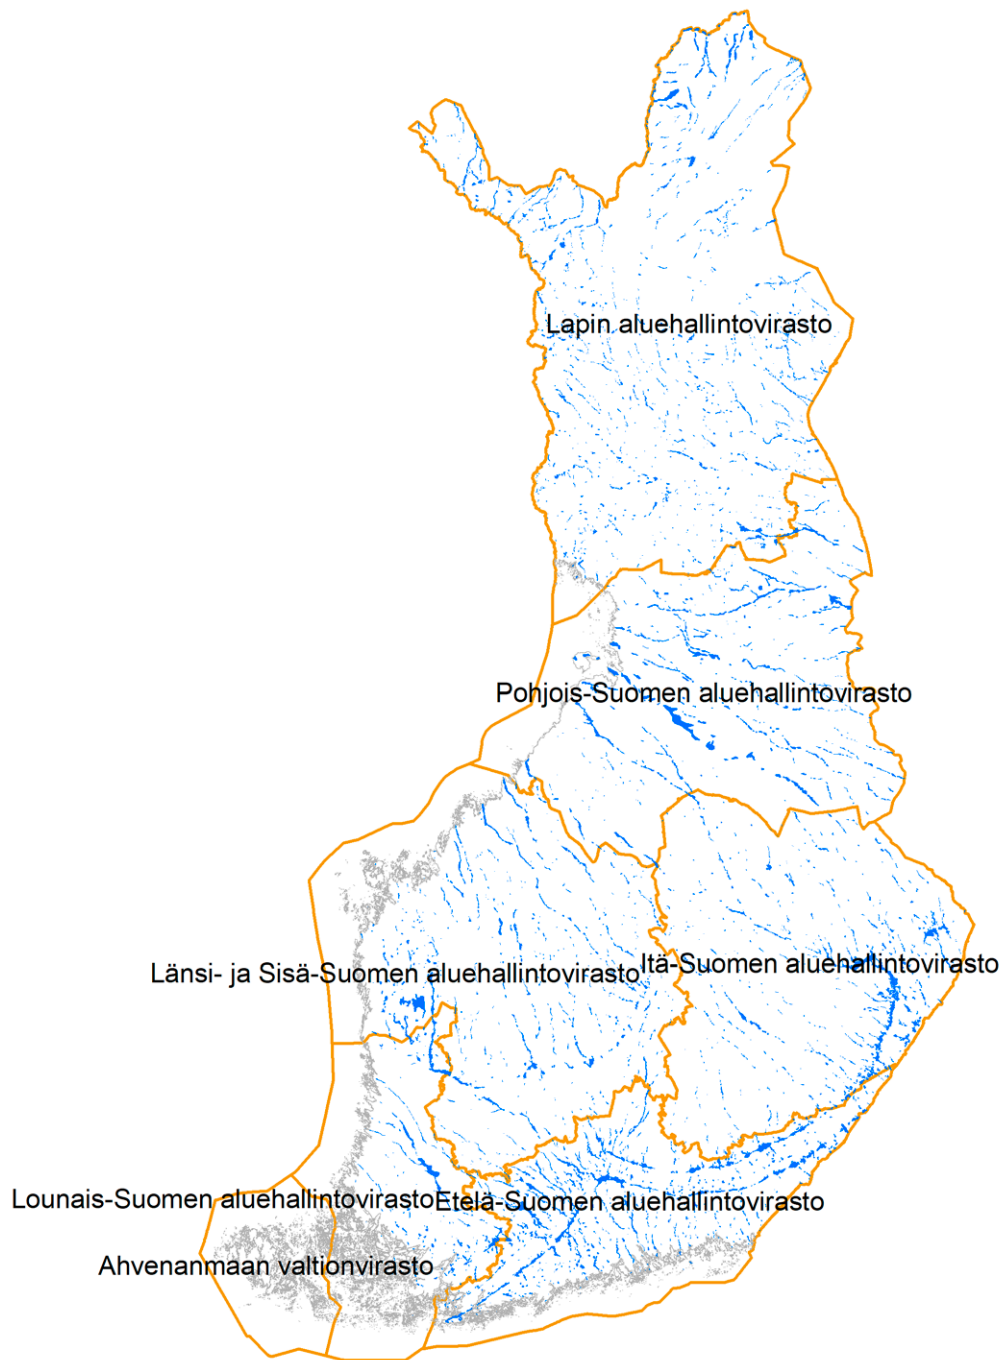 Lapin aluehallintovirasto
Pohjois-Suomen aluehallintovirasto
Itä-Suomen aluehallintovirasto
Länsi- ja Sisä-Suomen aluehallintovirasto
Lounais-Suomen aluehallintovirasto
Etelä-Suomen aluehallintovirasto
Ahvenanmaan valtionvirasto